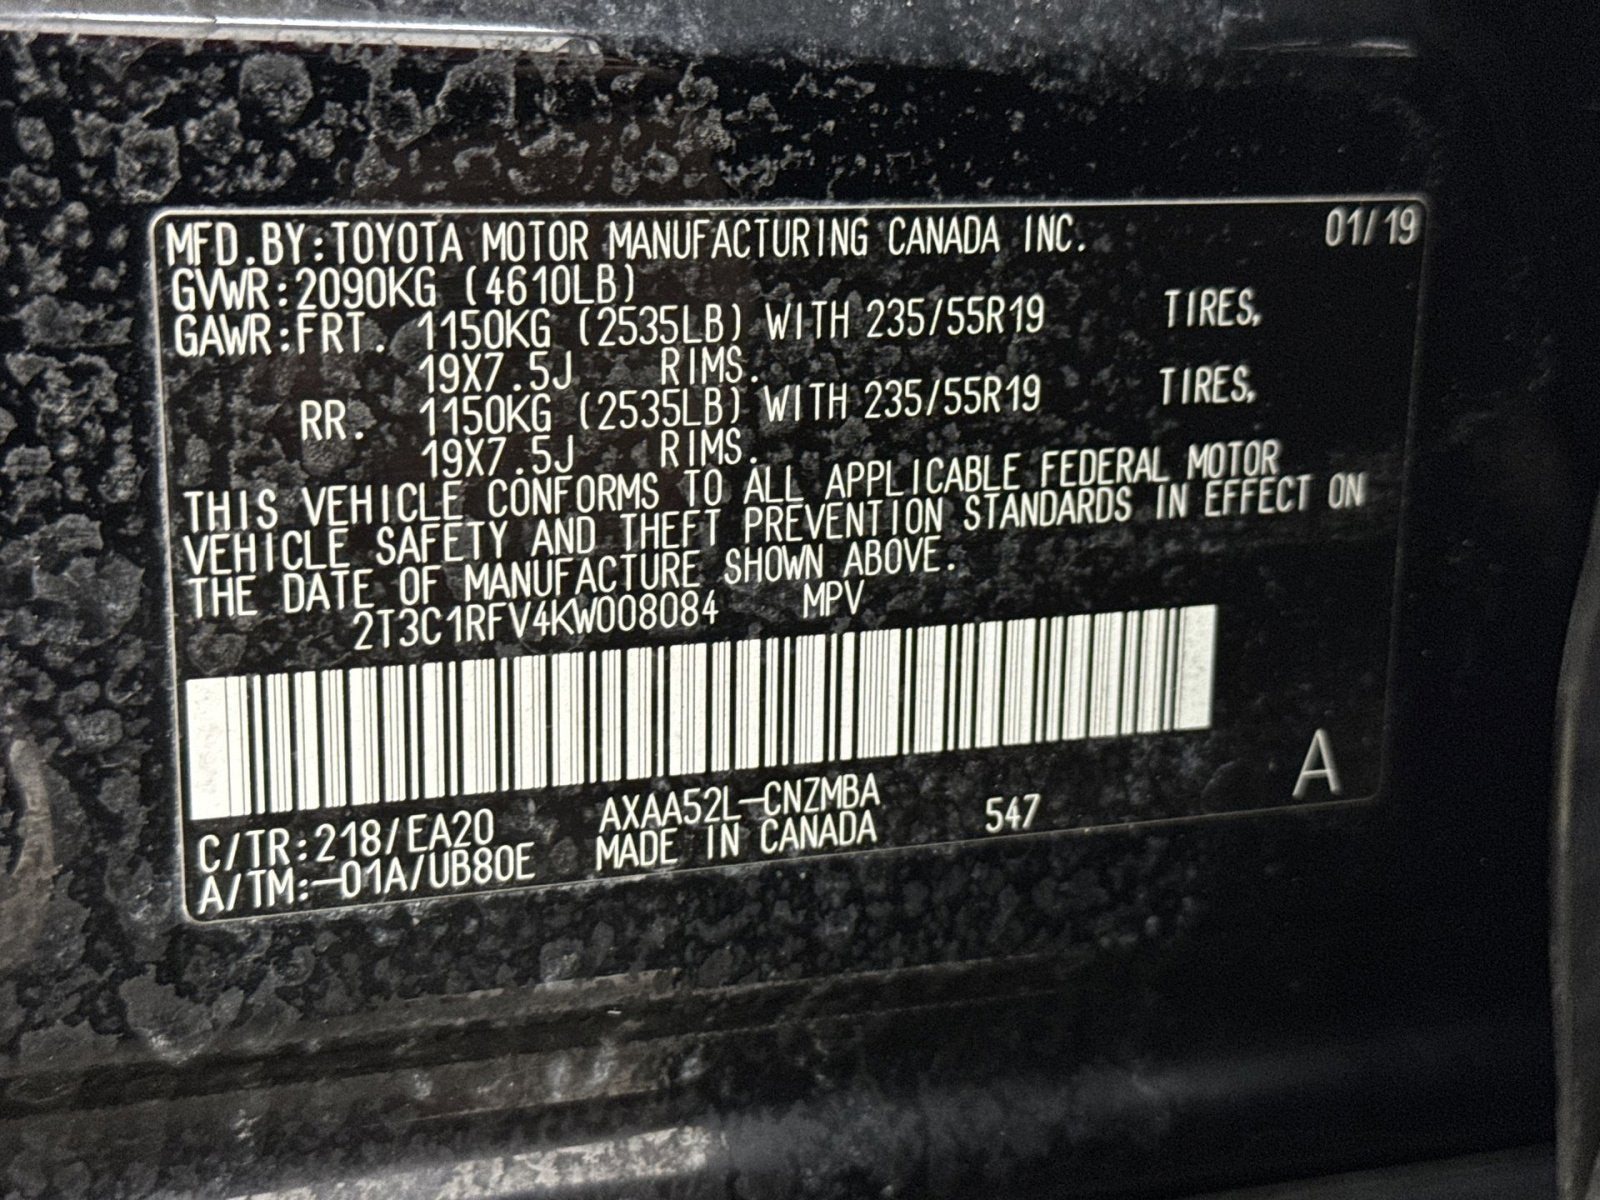 MFD.BY:TOYOTA MOTOR MANUFACTURING CANADA INC. 01/19
GVWR:2090KG (4610LB)
GAWR:FRT. 1150KG (2535LB) WITH 235/55R19 TIRES,
19X7.5J RIMS.
RR. 1150KG (2535LB) WITH 235/55R19 TIRES,
19X7.5J RIMS.
THIS VEHICLE CONFORMS TO ALL APPLICABLE FEDERAL MOTOR
VEHICLE SAFETY AND THEFT PREVENTION STANDARDS IN EFFECT ON
THE DATE OF MANUFACTURE SHOWN ABOVE.
2T3C1RFV4KW008084 MPV
C/TR:218/EA20 AXAA52L-CNZMBA 547 A
A/TM:-01A/UB80E MADE IN CANADA